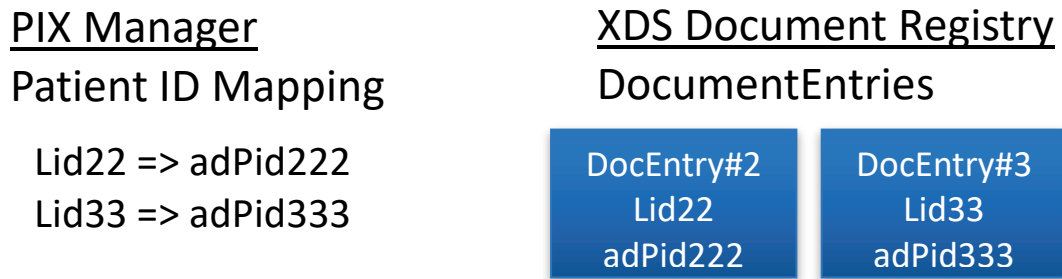 PIX Manager
Patient ID Mapping
Lid22 => adPid222
Lid33 => adPid333
XDS Document Registry
DocumentEntries
DocEntry#2
Lid22
adPid222
DocEntry#3
Lid33
adPid333